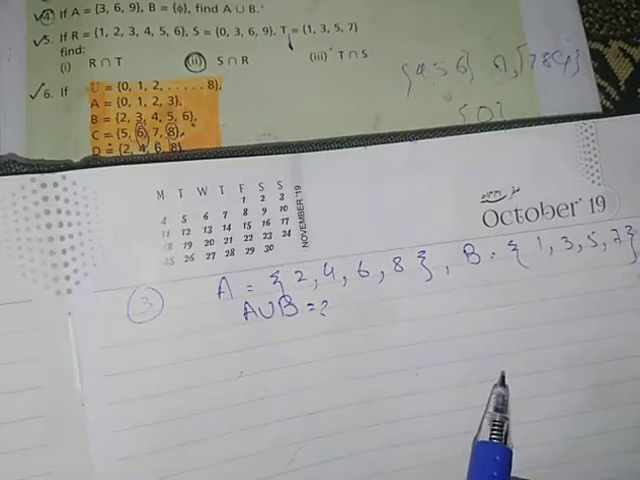 4. If A = {3, 6, 9}, B = {ϕ}, find A ∪ B.
5. If R = {1, 2, 3, 4, 5, 6}, S = {0, 3, 6, 9}, T = {1, 3, 5, 7}
find:
(i) R ∩ T (ii) S ∩ R (iii) T ∩ S
6. If U = {0, 1, 2, ..... 8},
A = {0, 1, 2, 3},
B = {2, 3, 4, 5, 6},
C = {5, 6, 7, 8},
D = {2, 4, 6, 8}
M T W T F S S
1 2 3
4 5 6 7 8 9 10
11 12 13 14 15 16 17
18 19 20 21 22 23 24
25 26 27 28 29 30
NOVEMBER '19
October' 19
3 A = {2, 4, 6, 8}, B = {1, 3, 5, 7}
A∪B = ?